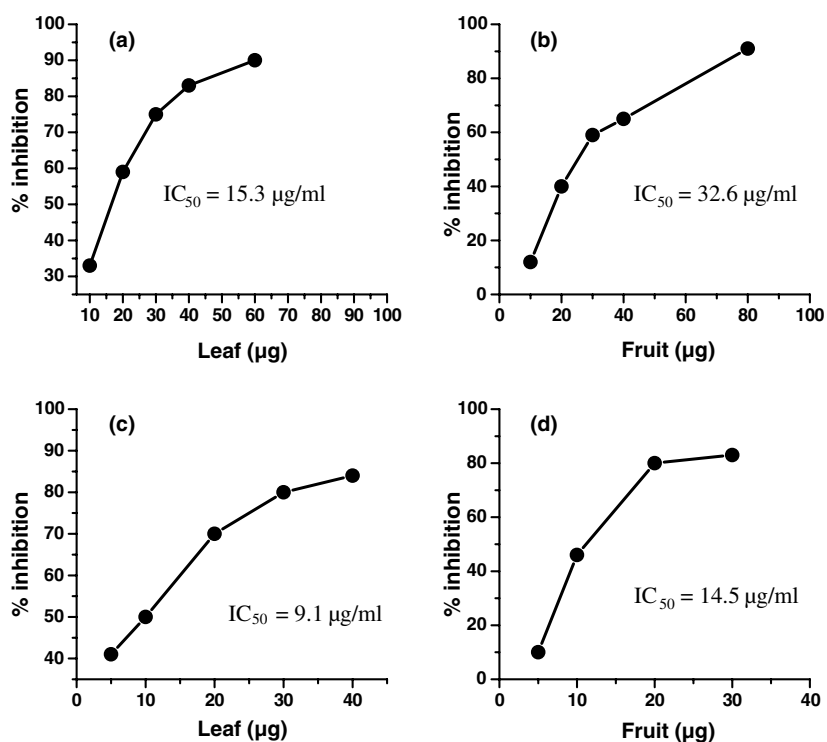 (a)
100
90
80
70
60
50
40
30
% inhibition
IC50 = 15.3 µg/ml
10 20 30 40 50 60 70 80 90 100
Leaf (µg)
(b)
100
80
60
40
20
0
% inhibition
IC50 = 32.6 µg/ml
0 20 40 60 80 100
Fruit (µg)
(c)
100
90
80
70
60
50
40
% inhibition
IC50 = 9.1 µg/ml
0 10 20 30 40
Leaf (µg)
(d)
100
80
60
40
20
0
% inhibition
IC50 = 14.5 µg/ml
0 10 20 30 40
Fruit (µg)